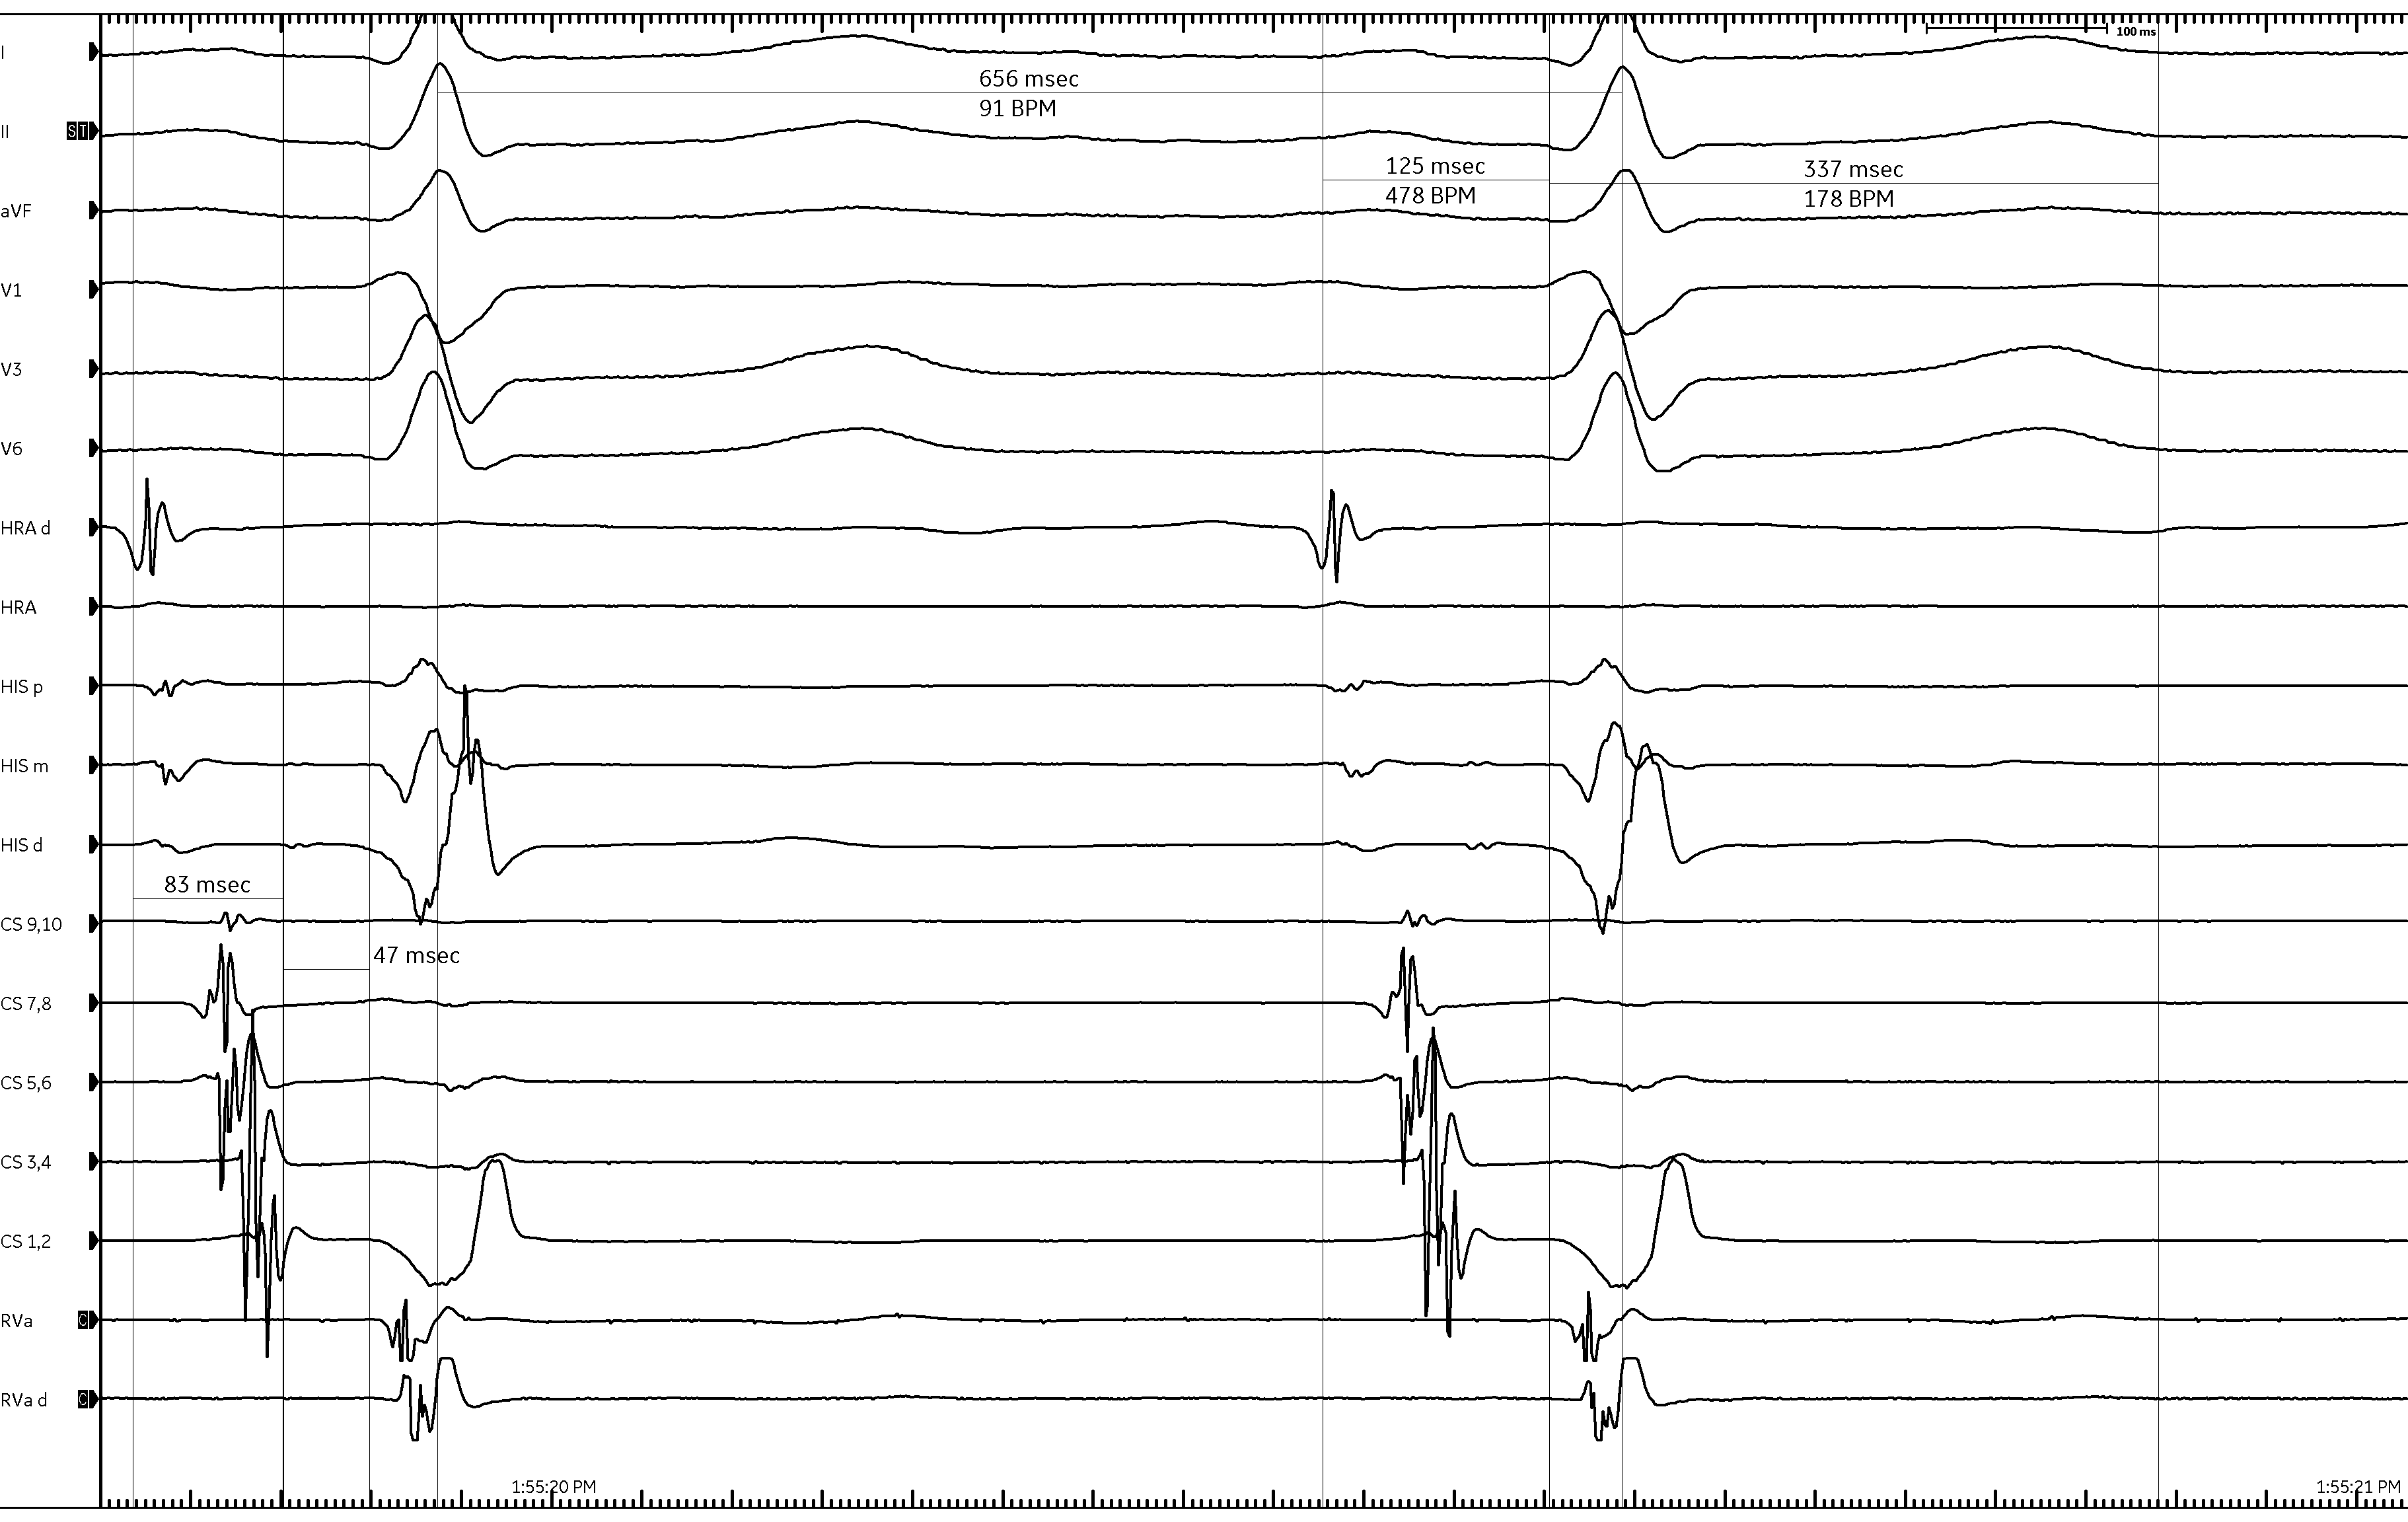 I
100 ms
656 msec
91 BPM
II ST
125 msec
478 BPM
337 msec
178 BPM
aVF
V1
V3
V6
HRA d
HRA
HIS p
HIS m
HIS d
83 msec
CS 9,10
47 msec
CS 7,8
CS 5,6
CS 3,4
CS 1,2
RVa C
RVa d C
1:55:20 PM
1:55:21 PM